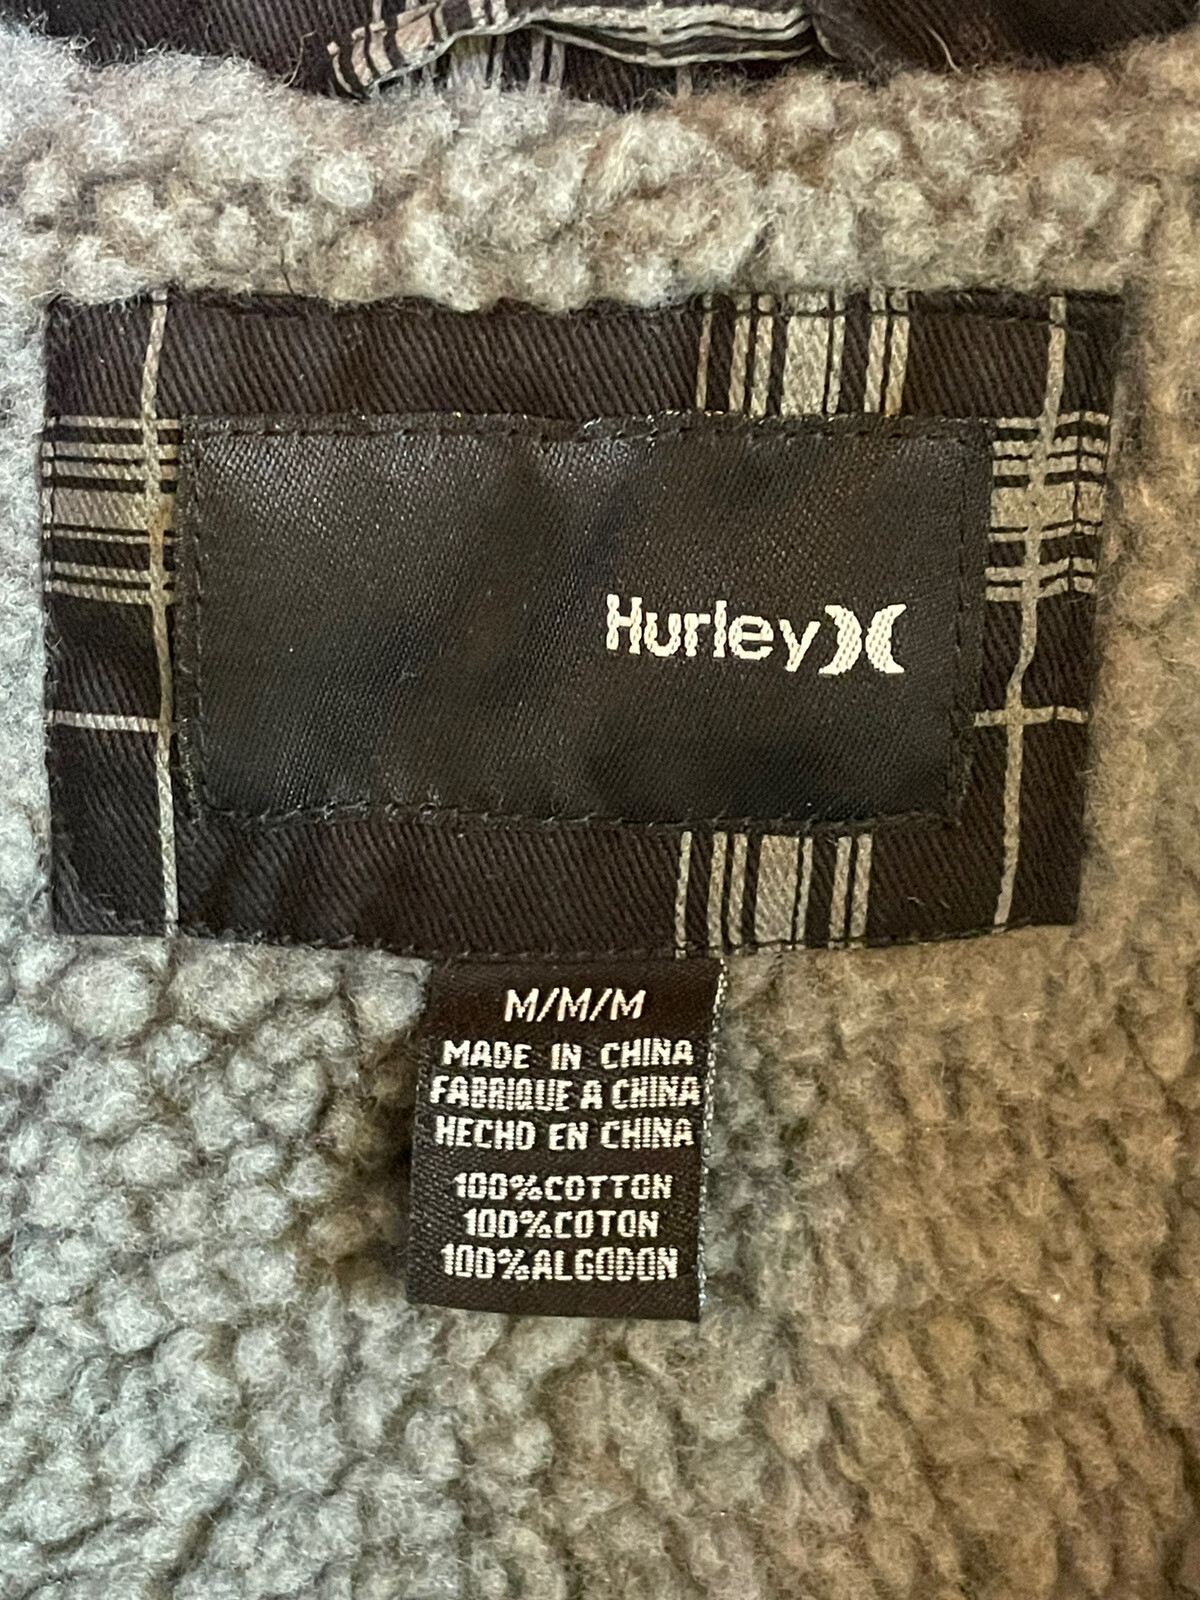 Hurley
M/M/M
MADE IN CHINA
FABRIQUE A CHINA
HECHO EN CHINA
100%COTTON
100%COTON
100%ALGODON